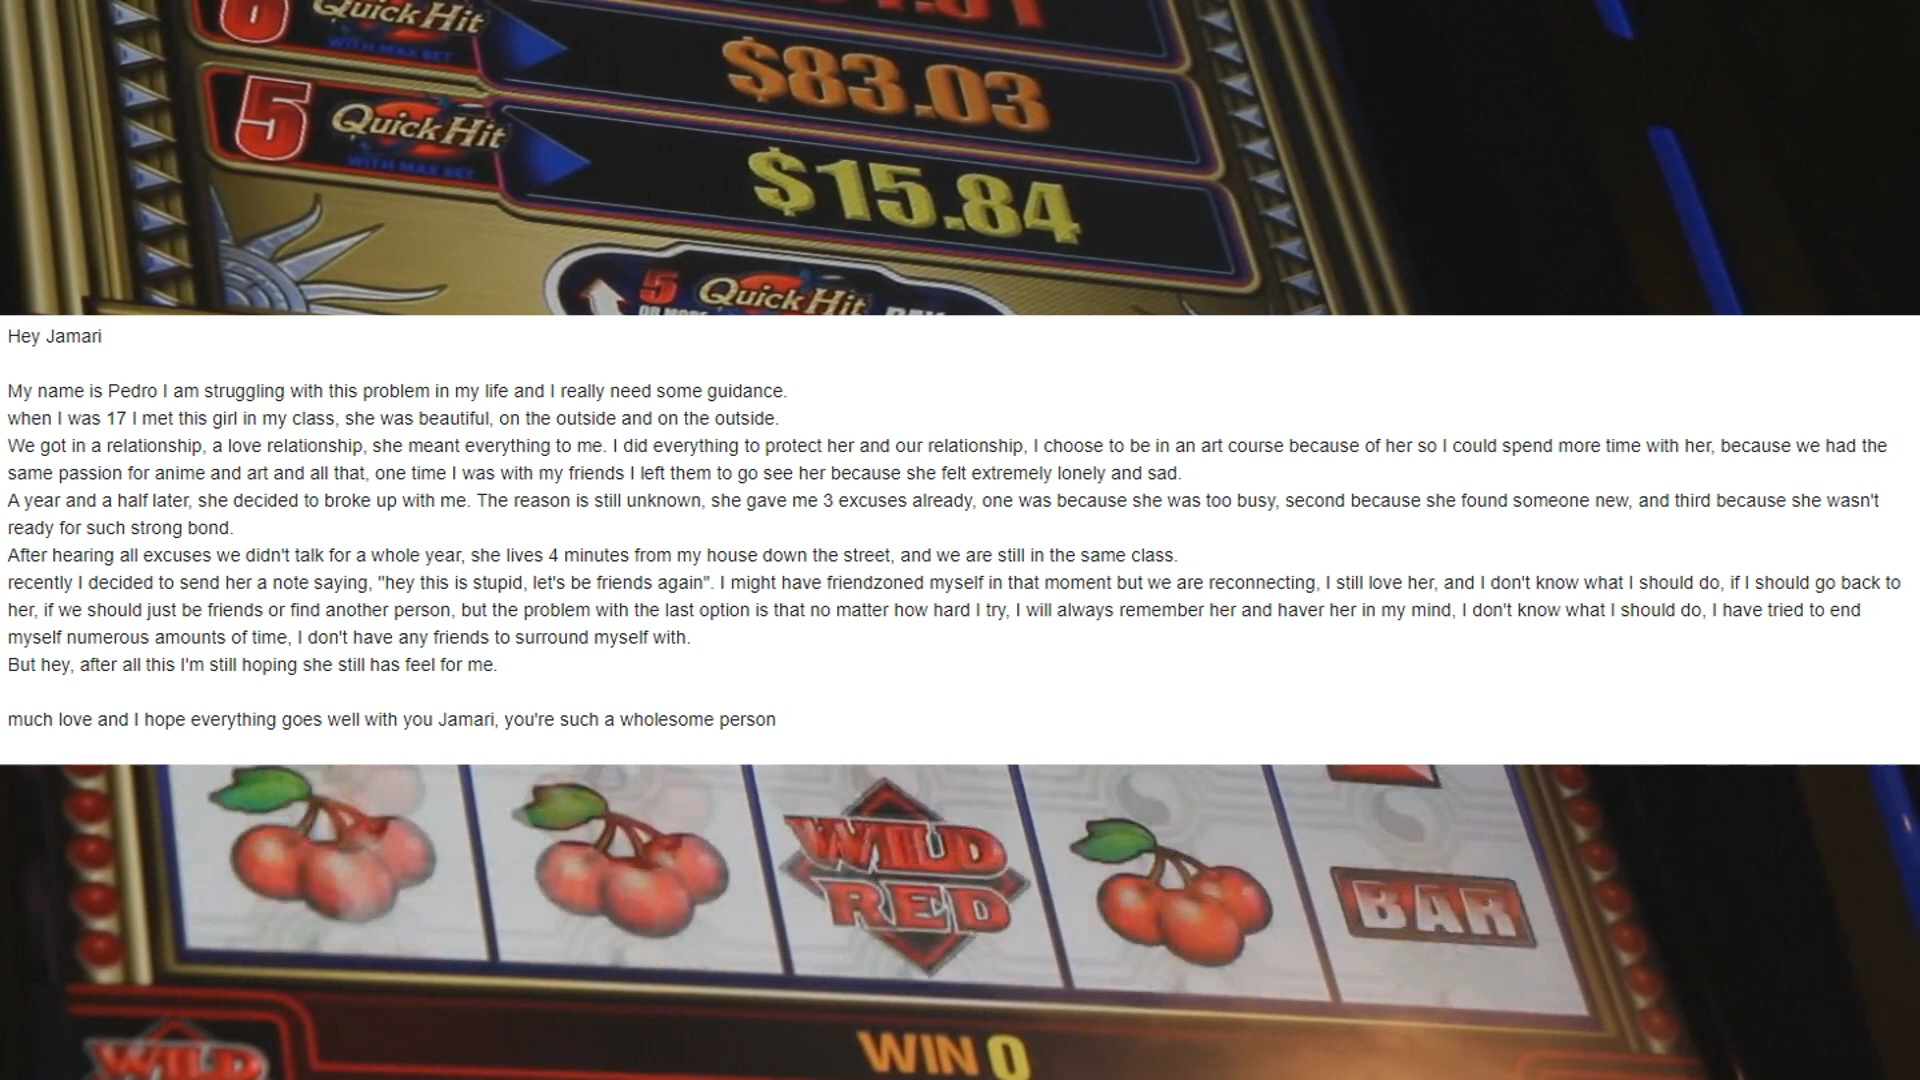 6 Quick Hit
WITH MAX BET
$83.03
5 Quick Hit
WITH MAX BET
$15.84
5 Quick Hit
OR MORE
Hey Jamari
My name is Pedro I am struggling with this problem in my life and I really need some guidance.
when I was 17 I met this girl in my class, she was beautiful, on the outside and on the outside.
We got in a relationship, a love relationship, she meant everything to me. I did everything to protect her and our relationship, I choose to be in an art course because of her so I could spend more time with her, because we had the
same passion for anime and art and all that, one time I was with my friends I left them to go see her because she felt extremely lonely and sad.
A year and a half later, she decided to broke up with me. The reason is still unknown, she gave me 3 excuses already, one was because she was too busy, second because she found someone new, and third because she wasn't
ready for such strong bond.
After hearing all excuses we didn't talk for a whole year, she lives 4 minutes from my house down the street, and we are still in the same class.
recently I decided to send her a note saying, "hey this is stupid, let's be friends again". I might have friendzoned myself in that moment but we are reconnecting, I still love her, and I don't know what I should do, if I should go back to
her, if we should just be friends or find another person, but the problem with the last option is that no matter how hard I try, I will always remember her and haver her in my mind, I don't know what I should do, I have tried to end
myself numerous amounts of time, I don't have any friends to surround myself with.
But hey, after all this I'm still hoping she still has feel for me.
much love and I hope everything goes well with you Jamari, you're such a wholesome person
WILD
RED
BAR
WIN 0
WILD